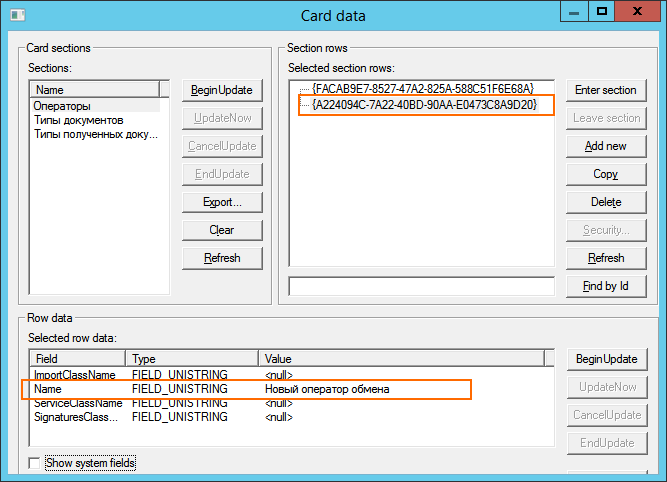 Card data
Card sections
Sections:
Name
Операторы
Типы документов
Типы полученных доку...
BeginUpdate
UpdateNow
CancelUpdate
EndUpdate
Export...
Clear
Refresh
Section rows
Selected section rows:
{FACAB9E7-8527-47A2-825A-588C51F6E68A}
{A224094C-7A22-40BD-90AA-E0473C8A9D20}
Enter section
Leave section
Add new
Copy
Delete
Security...
Refresh
Find by Id
Row data
Selected row data:
Field Type Value
ImportClassName FIELD_UNISTRING <null>
Name FIELD_UNISTRING Новый оператор обмена
ServiceClassName FIELD_UNISTRING <null>
SignaturesClass... FIELD_UNISTRING <null>
BeginUpdate
UpdateNow
CancelUpdate
EndUpdate
Show system fields